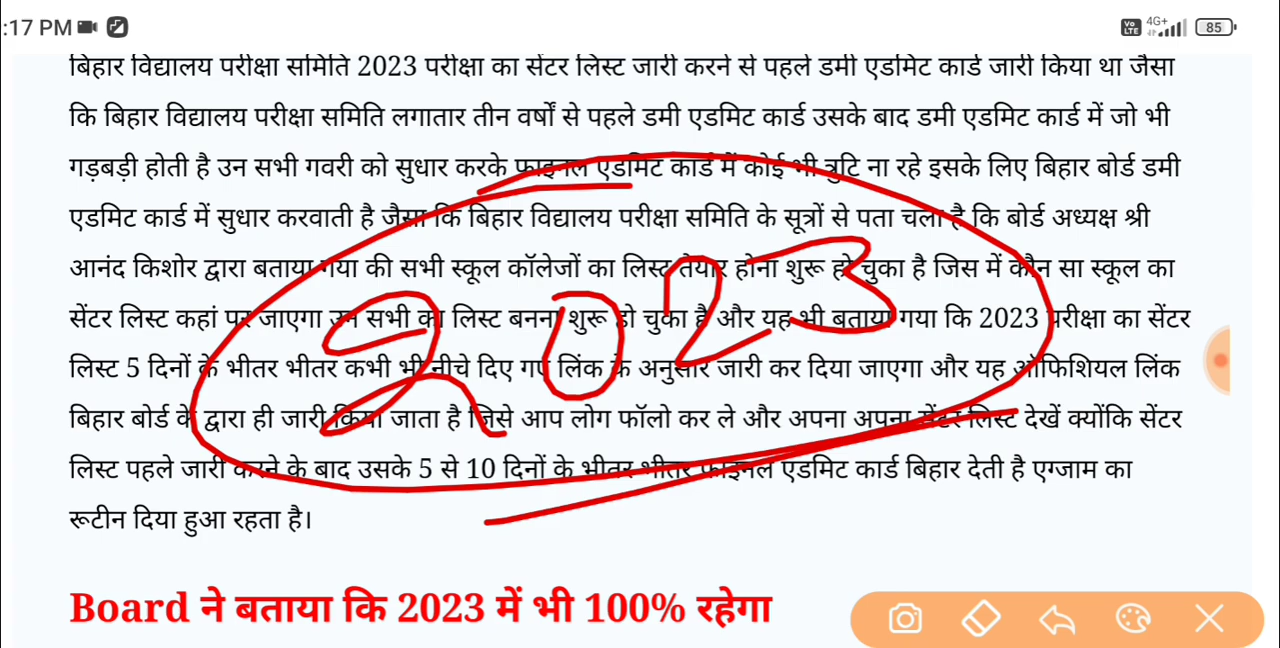 :17 PM
Vo LTE 4G+ 85
बिहार विद्यालय परीक्षा समिति 2023 परीक्षा का सेंटर लिस्ट जारी करने से पहले डमी एडमिट कार्ड जारी किया था जैसा
कि बिहार विद्यालय परीक्षा समिति लगातार तीन वर्षों से पहले डमी एडमिट कार्ड उसके बाद डमी एडमिट कार्ड में जो भी
गड़बड़ी होती है उन सभी गवरी को सुधार करके फाइनल एडमिट कार्ड में कोई भी त्रुटि ना रहे इसके लिए बिहार बोर्ड डमी
एडमिट कार्ड में सुधार करवाती है जैसा कि बिहार विद्यालय परीक्षा समिति के सूत्रों से पता चला है कि बोर्ड अध्यक्ष श्री
आनंद किशोर द्वारा बताया गया की सभी स्कूल कॉलेजों का लिस्ट तैयार होना शुरू हो चुका है जिस में कौन सा स्कूल का
सेंटर लिस्ट कहां पर जाएगा उन सभी का लिस्ट बनना शुरू हो चुका है और यह भी बताया गया कि 2023 परीक्षा का सेंटर
लिस्ट 5 दिनों के भीतर भीतर कभी भी नीचे दिए गए लिंक के अनुसार जारी कर दिया जाएगा और यह ऑफिशियल लिंक
बिहार बोर्ड के द्वारा ही जारी किया जाता है जिसे आप लोग फॉलो कर ले और अपना अपना सेंटर लिस्ट देखें क्योंकि सेंटर
लिस्ट पहले जारी करने के बाद उसके 5 से 10 दिनों के भीतर भीतर फ़ाइनल एडमिट कार्ड बिहार देती है एग्जाम का
रूटीन दिया हुआ रहता है।
2023
Board ने बताया कि 2023 में भी 100% रहेगा